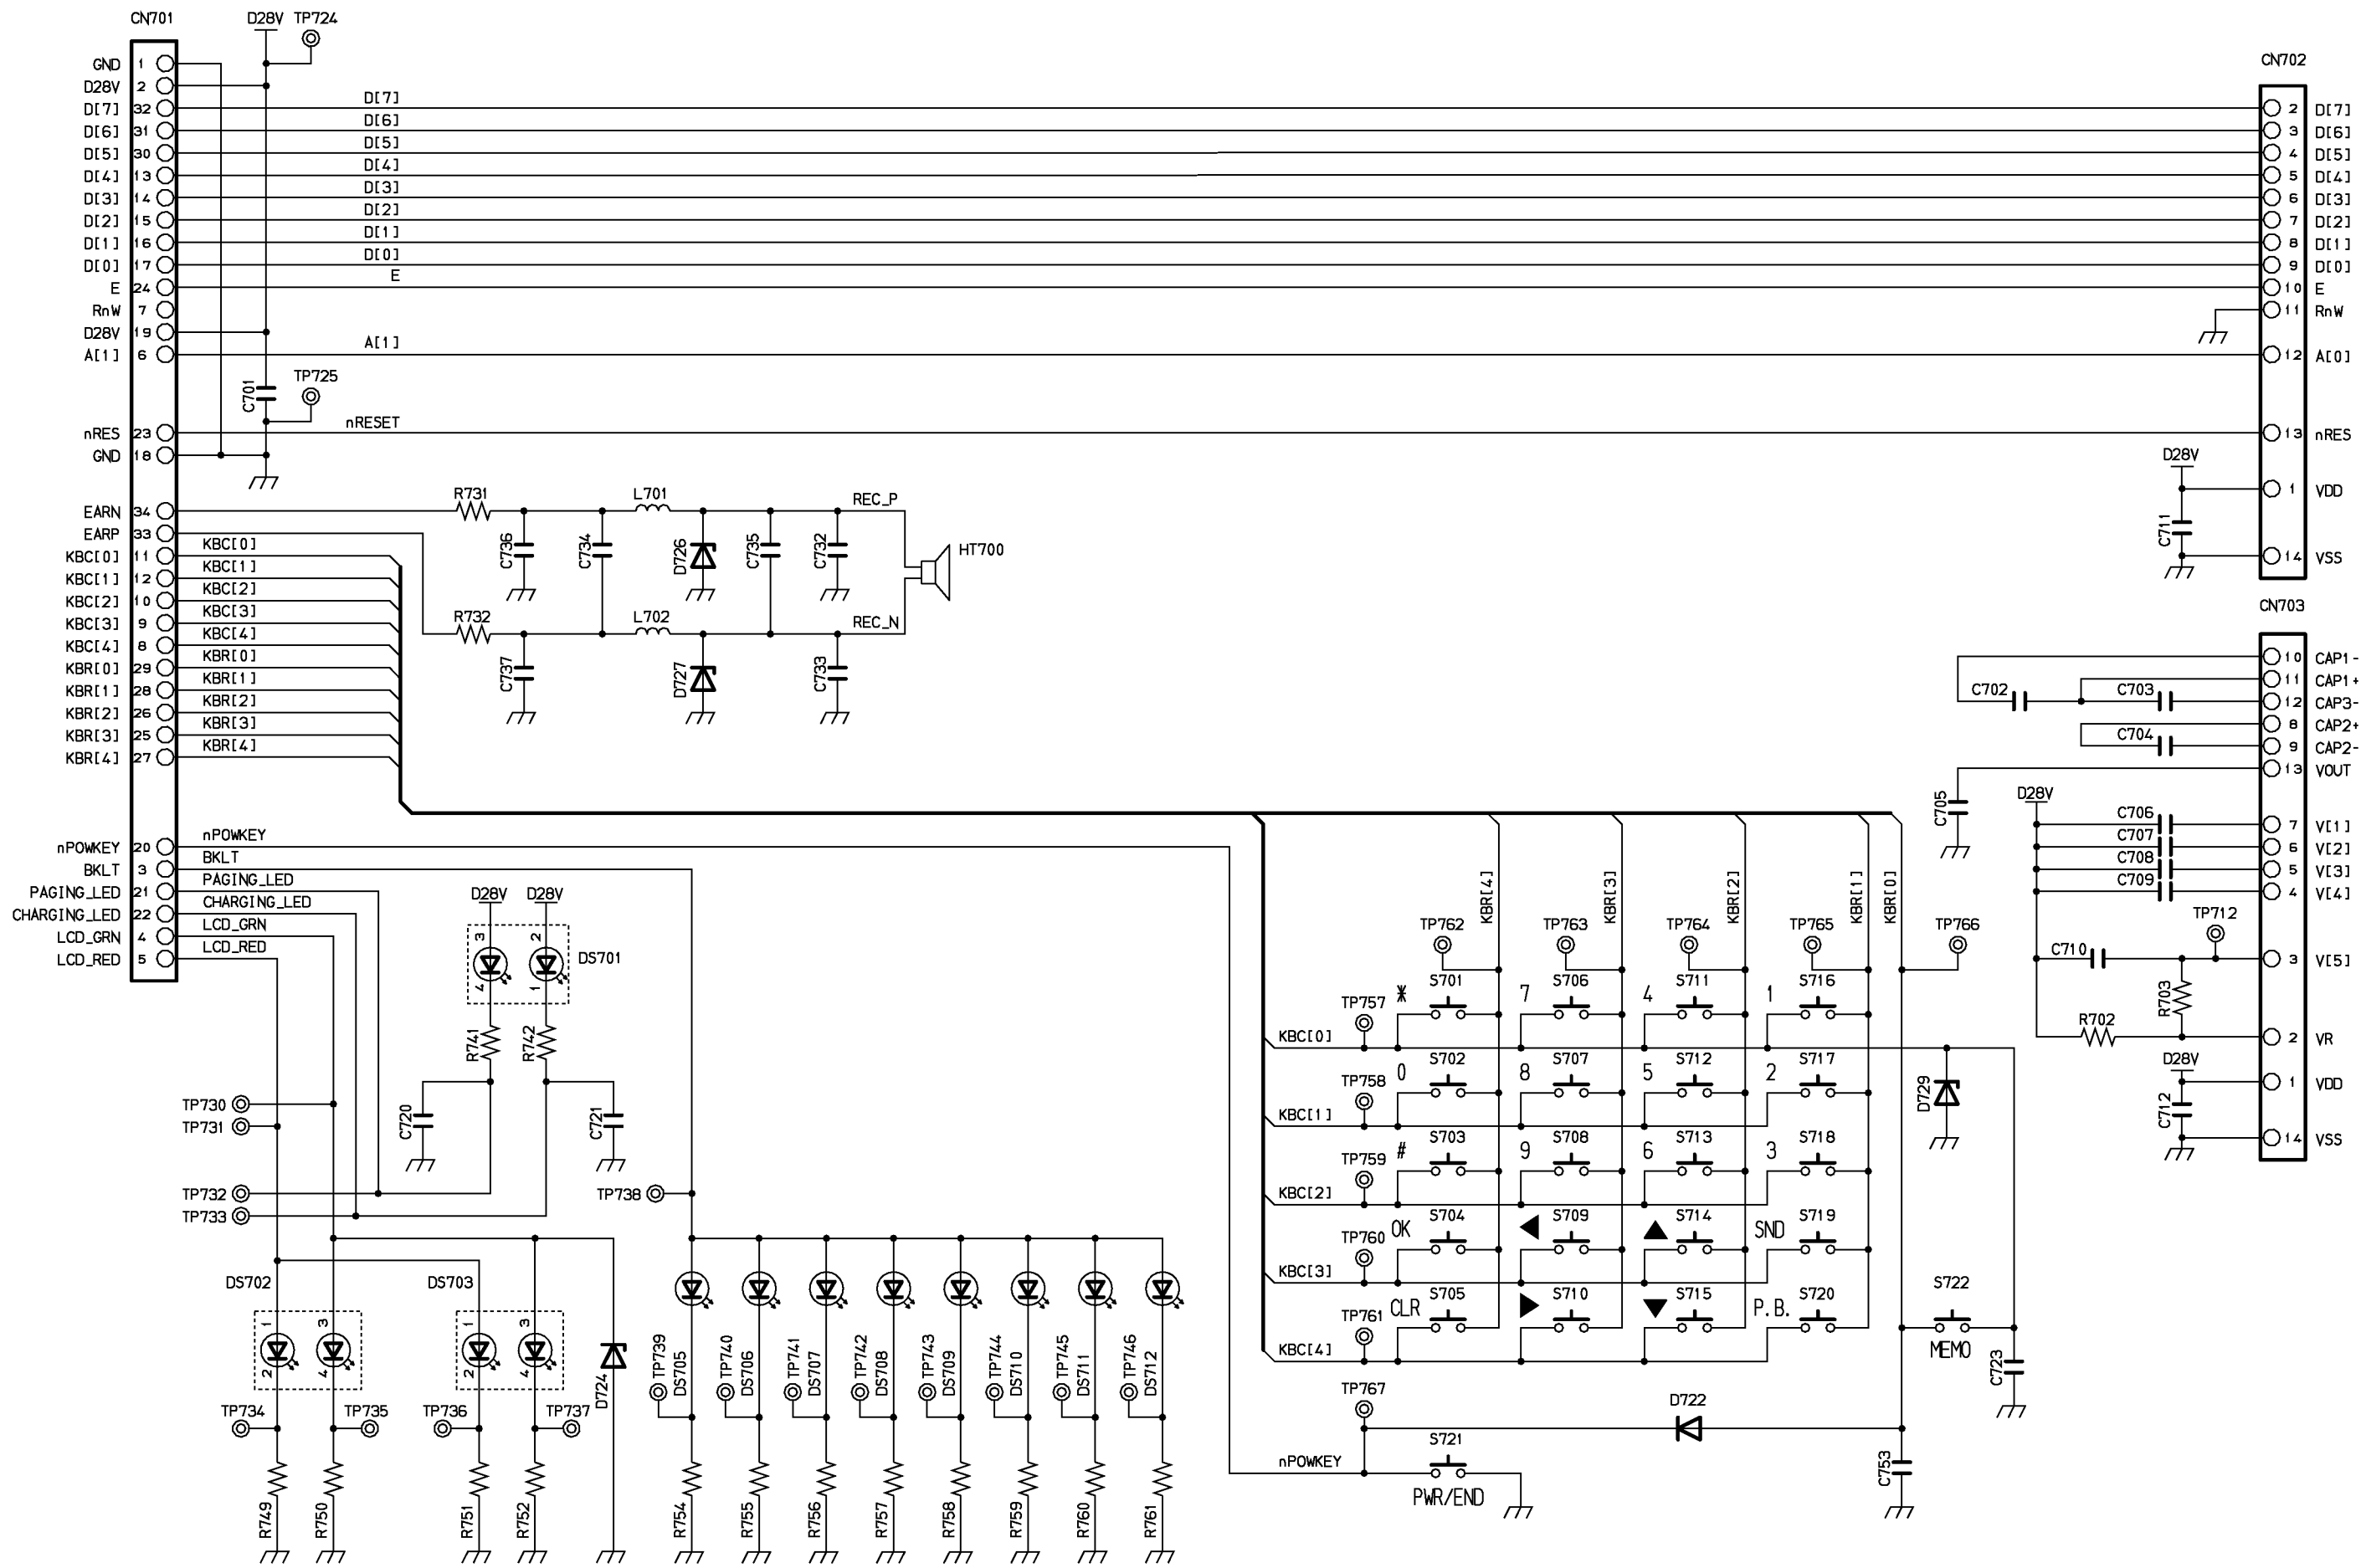 CN701
D28V TP724
GND 1
D28V 2
D[7] 32 D[7]
D[6] 31 D[6]
D[5] 30 D[5]
D[4] 13 D[4]
D[3] 14 D[3]
D[2] 15 D[2]
D[1] 16 D[1]
D[0] 17 D[0]
E 24 E
RnW 7
D28V 19
A[1] 6 A[1]
C701
TP725
nRES 23 nRESET
GND 18
EARN 34
EARP 33
KBC[0] 11 KBC[0]
KBC[1] 12 KBC[1]
KBC[2] 10 KBC[2]
KBC[3] 9 KBC[3]
KBC[4] 8 KBC[4]
KBR[0] 29 KBR[0]
KBR[1] 28 KBR[1]
KBR[2] 26 KBR[2]
KBR[3] 25 KBR[3]
KBR[4] 27 KBR[4]
nPOWKEY 20 nPOWKEY
BKLT 3 BKLT
PAGING_LED 21 PAGING_LED
CHARGING_LED 22 CHARGING_LED
LCD_GRN 4 LCD_GRN
LCD_RED 5 LCD_RED
R731 L701 REC_P
C736 C734 D726 C735 C732
HT700
R732 L702 REC_N
C737 D727 C733
CN702
2 D[7]
3 D[6]
4 D[5]
5 D[4]
6 D[3]
7 D[2]
8 D[1]
9 D[0]
10 E
11 RnW
12 A[0]
13 nRES
D28V
1 VDD
C711
14 VSS
CN703
10 CAP1-
11 CAP1+
C702 C703
12 CAP3-
8 CAP2+
C704
9 CAP2-
13 VOUT
C705
D28V
C706 7 V[1]
C707 6 V[2]
C708 5 V[3]
C709 4 V[4]
TP712
C710 3 V[5]
R703
R702 2 VR
D28V
1 VDD
C712
14 VSS
D28V D28V
3 2
DS701
4 1
R741 R742
C720 C721
TP730
TP731
TP732
TP733
TP738
DS702 DS703
1 3 1 3
2 4 2 4
D724
TP734 TP735 TP736 TP737
R749 R750 R751 R752
TP739 DS705 TP740 DS706 TP741 DS707 TP742 DS708 TP743 DS709 TP744 DS710 TP745 DS711 TP746 DS712
R754 R755 R756 R757 R758 R759 R760 R761
KBR[4] KBR[3] KBR[2] KBR[1] KBR[0]
TP762 TP763 TP764 TP765 TP766
S701 S706 S711 S716
TP757 * 7 4 1
KBC[0]
S702 S707 S712 S717
TP758 0 8 5 2
KBC[1]
D729
S703 S708 S713 S718
TP759 # 9 6 3
KBC[2]
S704 S709 S714 S719
TP760 OK ◀ ▲ SND
KBC[3]
S705 S710 S715 S720
TP761 CLR ▶ ▼ P.B.
KBC[4]
S722
MEMO
C723
TP767
D722
S721
nPOWKEY
PWR/END
C753